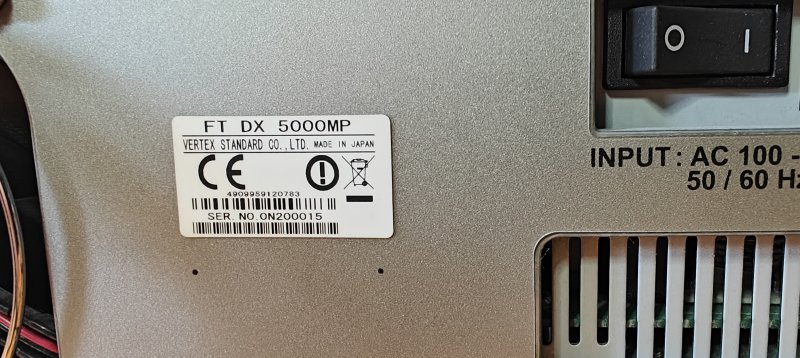 FT DX 5000MP
VERTEX STANDARD CO.,LTD. MADE IN JAPAN
CE
4909959120783
SER. NO.0N200015
O I
INPUT : AC 100 -
50 / 60 Hz